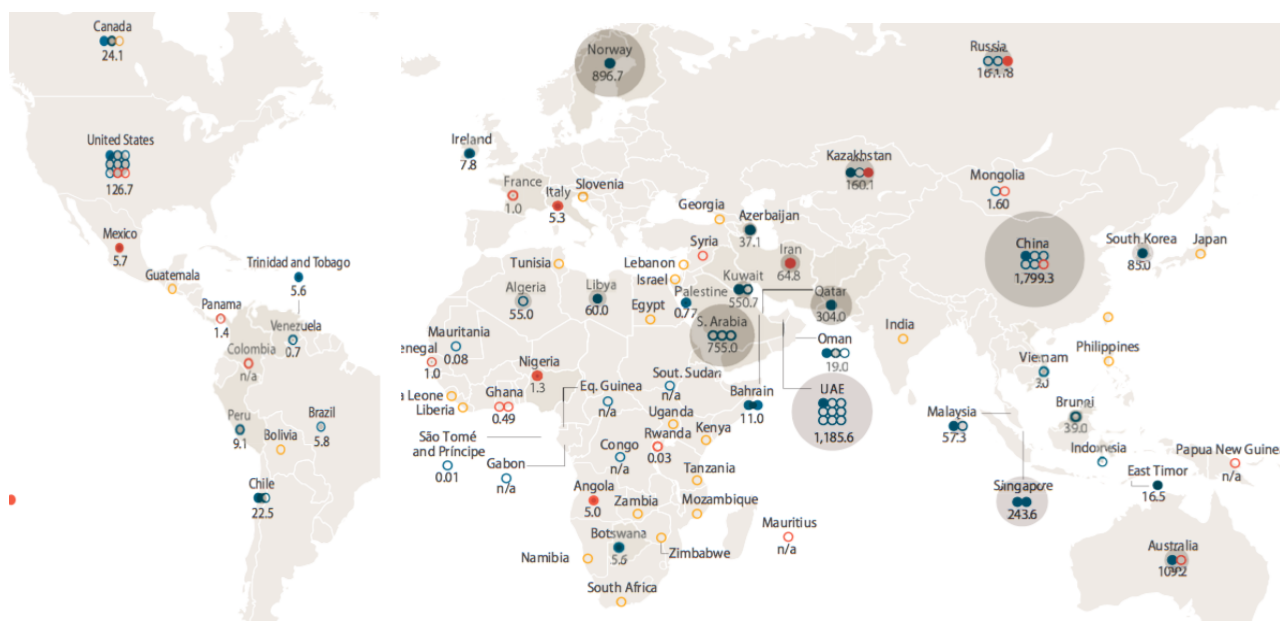 Canada
24.1
United States
126.7
Mexico
5.7
Guatemala
Trinidad and Tobago
5.6
Panama
1.4
Venezuela
0.7
Colombia
n/a
Peru
9.1
Brazil
5.8
Bolivia
Chile
22.5
Norway
896.7
Russia
Ireland
7.8
France
1.0
Italy
5.3
Slovenia
Kazakhstan
160.1
Mongolia
1.60
Georgia
Azerbaijan
37.1
China
1,799.3
South Korea
85.0
Japan
Tunisia
Lebanon
Syria
Iran
64.8
Israel
Kuwait
550.7
Algeria
55.0
Libya
60.0
Egypt
Palestine
0.77
Qatar
304.0
S. Arabia
755.0
Oman
19.0
India
Philippines
Mauritania
0.08
enegal
1.0
Nigeria
1.3
Sout. Sudan
n/a
Vietnam
a Leone
Liberia
Ghana
0.49
Eq. Guinea
n/a
Bahrain
11.0
UAE
1,185.6
Malaysia
57.3
Brunei
39.0
Uganda
Kenya
São Tomé
and Príncipe
0.01
Gabon
n/a
Congo
n/a
Rwanda
0.03
Tanzania
Indonesia
Papua New Guine
n/a
East Timor
16.5
Singapore
243.6
Angola
5.0
Zambia
Mozambique
Mauritius
n/a
Botswana
5.6
Zimbabwe
Namibia
South Africa
Australia